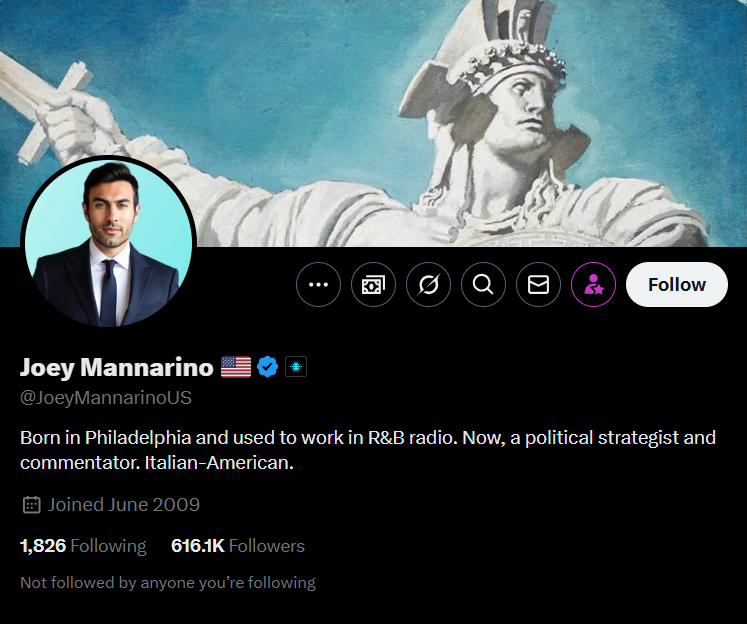 Follow
Joey Mannarino
@JoeyMannarinoUS
Born in Philadelphia and used to work in R&B radio. Now, a political strategist and
commentator. Italian-American.
Joined June 2009
1,826 Following 616.1K Followers
Not followed by anyone you’re following